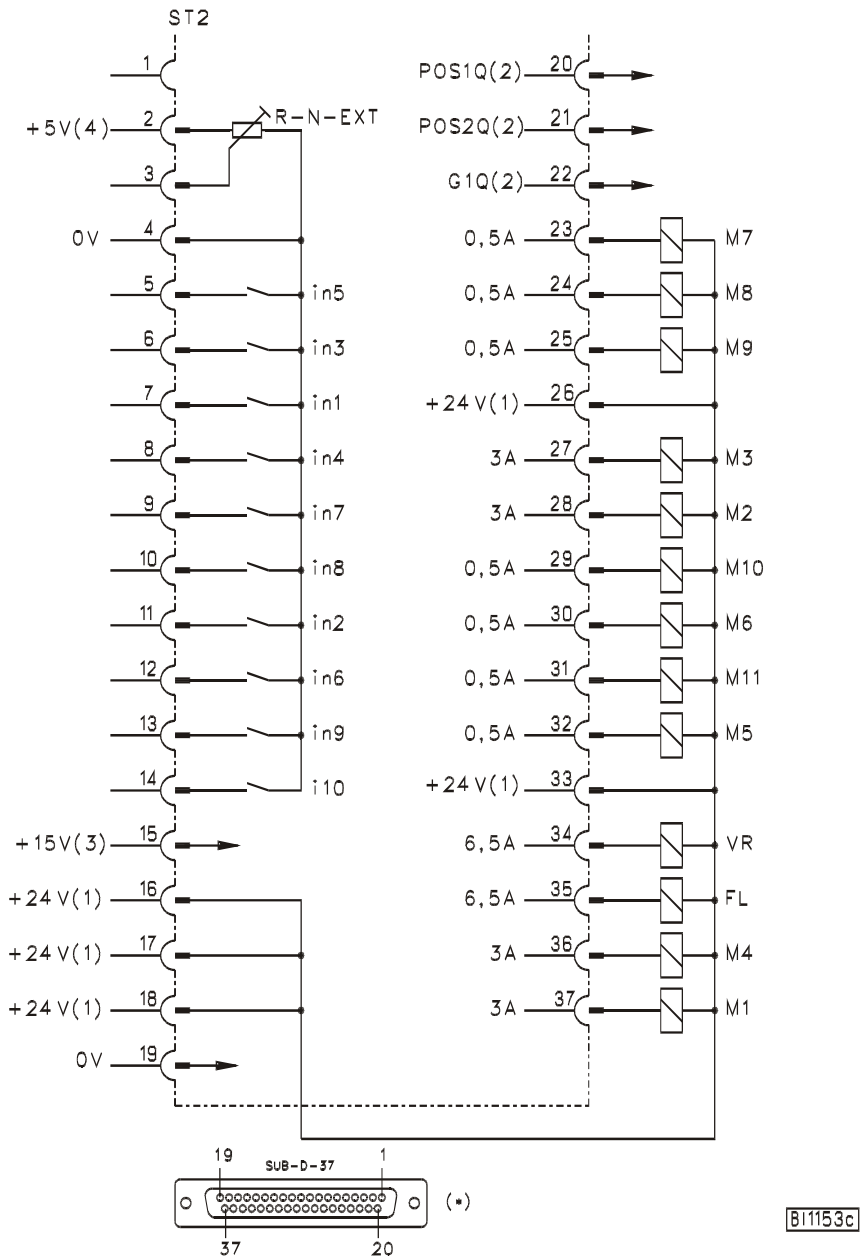 ST2
1
+5V(4) 2 R-N-EXT
3
0V 4
5 in5
6 in3
7 in1
8 in4
9 in7
10 in8
11 in2
12 in6
13 in9
14 i10
+15V(3) 15
+24V(1) 16
+24V(1) 17
+24V(1) 18
0V 19
POS1Q(2) 20
POS2Q(2) 21
G1Q(2) 22
0,5A 23 M7
0,5A 24 M8
0,5A 25 M9
+24V(1) 26
3A 27 M3
3A 28 M2
0,5A 29 M10
0,5A 30 M6
0,5A 31 M11
0,5A 32 M5
+24V(1) 33
6,5A 34 VR
6,5A 35 FL
3A 36 M4
3A 37 M1
19 SUB-D-37 1
(*)
37 20
BI1153c